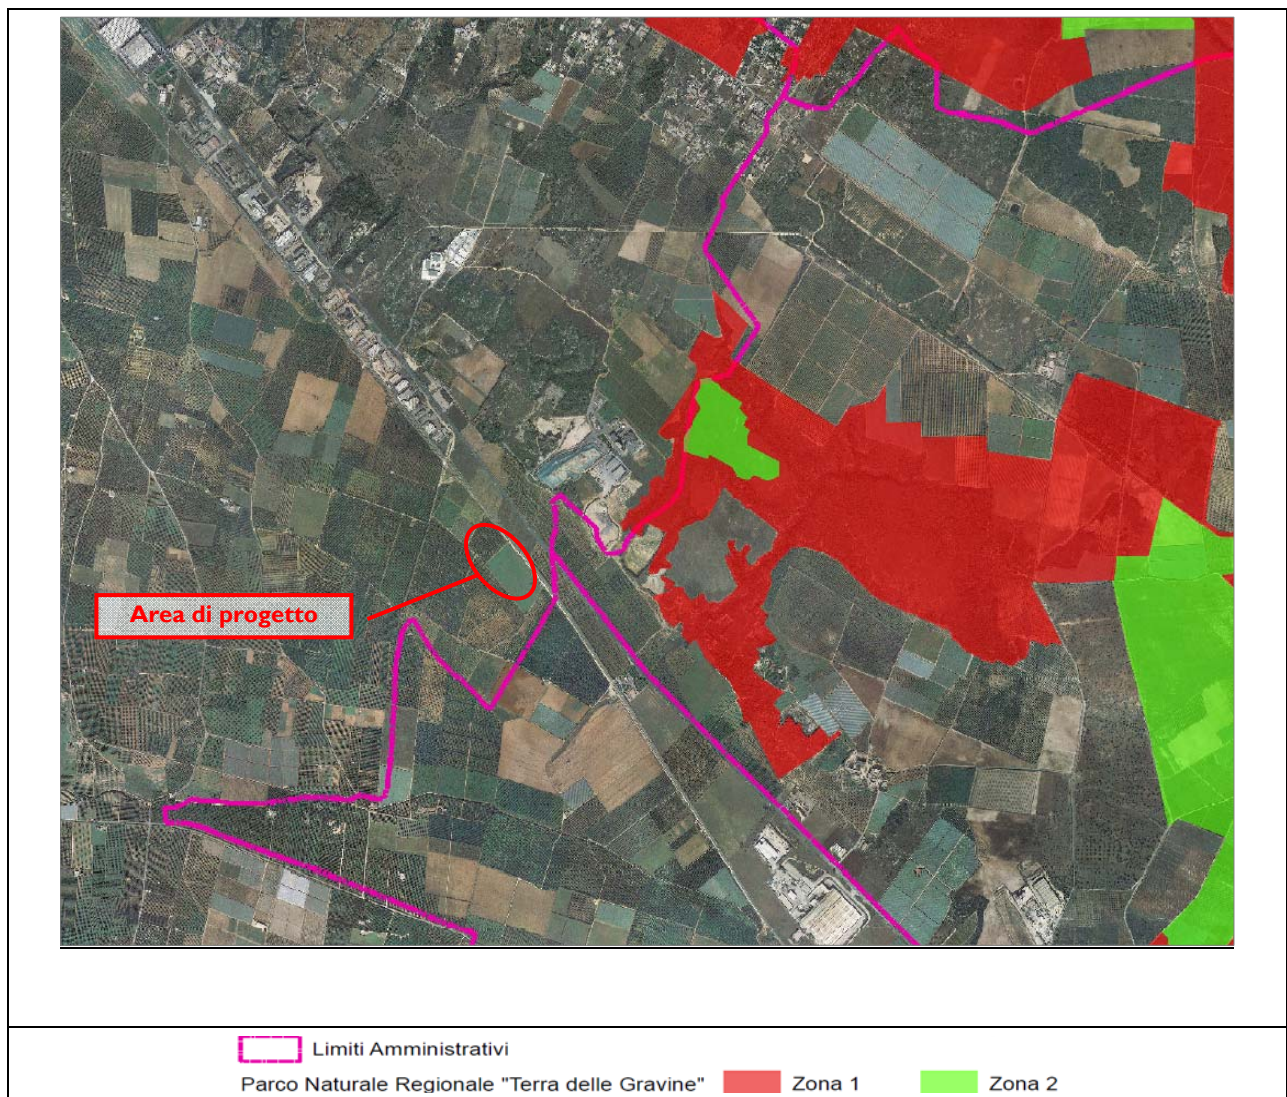 Area di progetto
Limiti Amministrativi
Parco Naturale Regionale "Terra delle Gravine" Zona 1 Zona 2